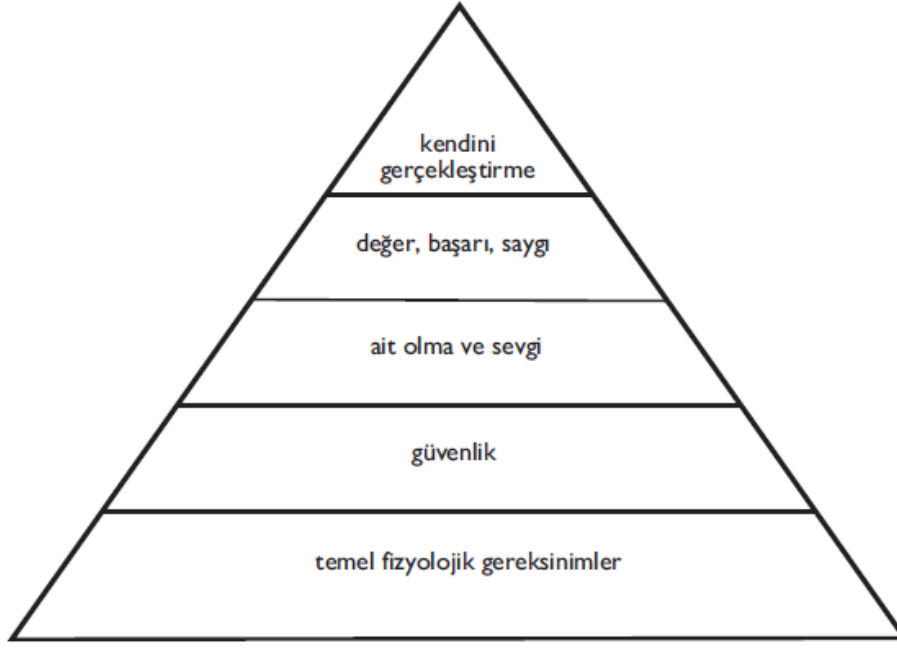 kendini
gerçekleştirme
değer, başarı, saygı
ait olma ve sevgi
güvenlik
temel fizyolojik gereksinimler